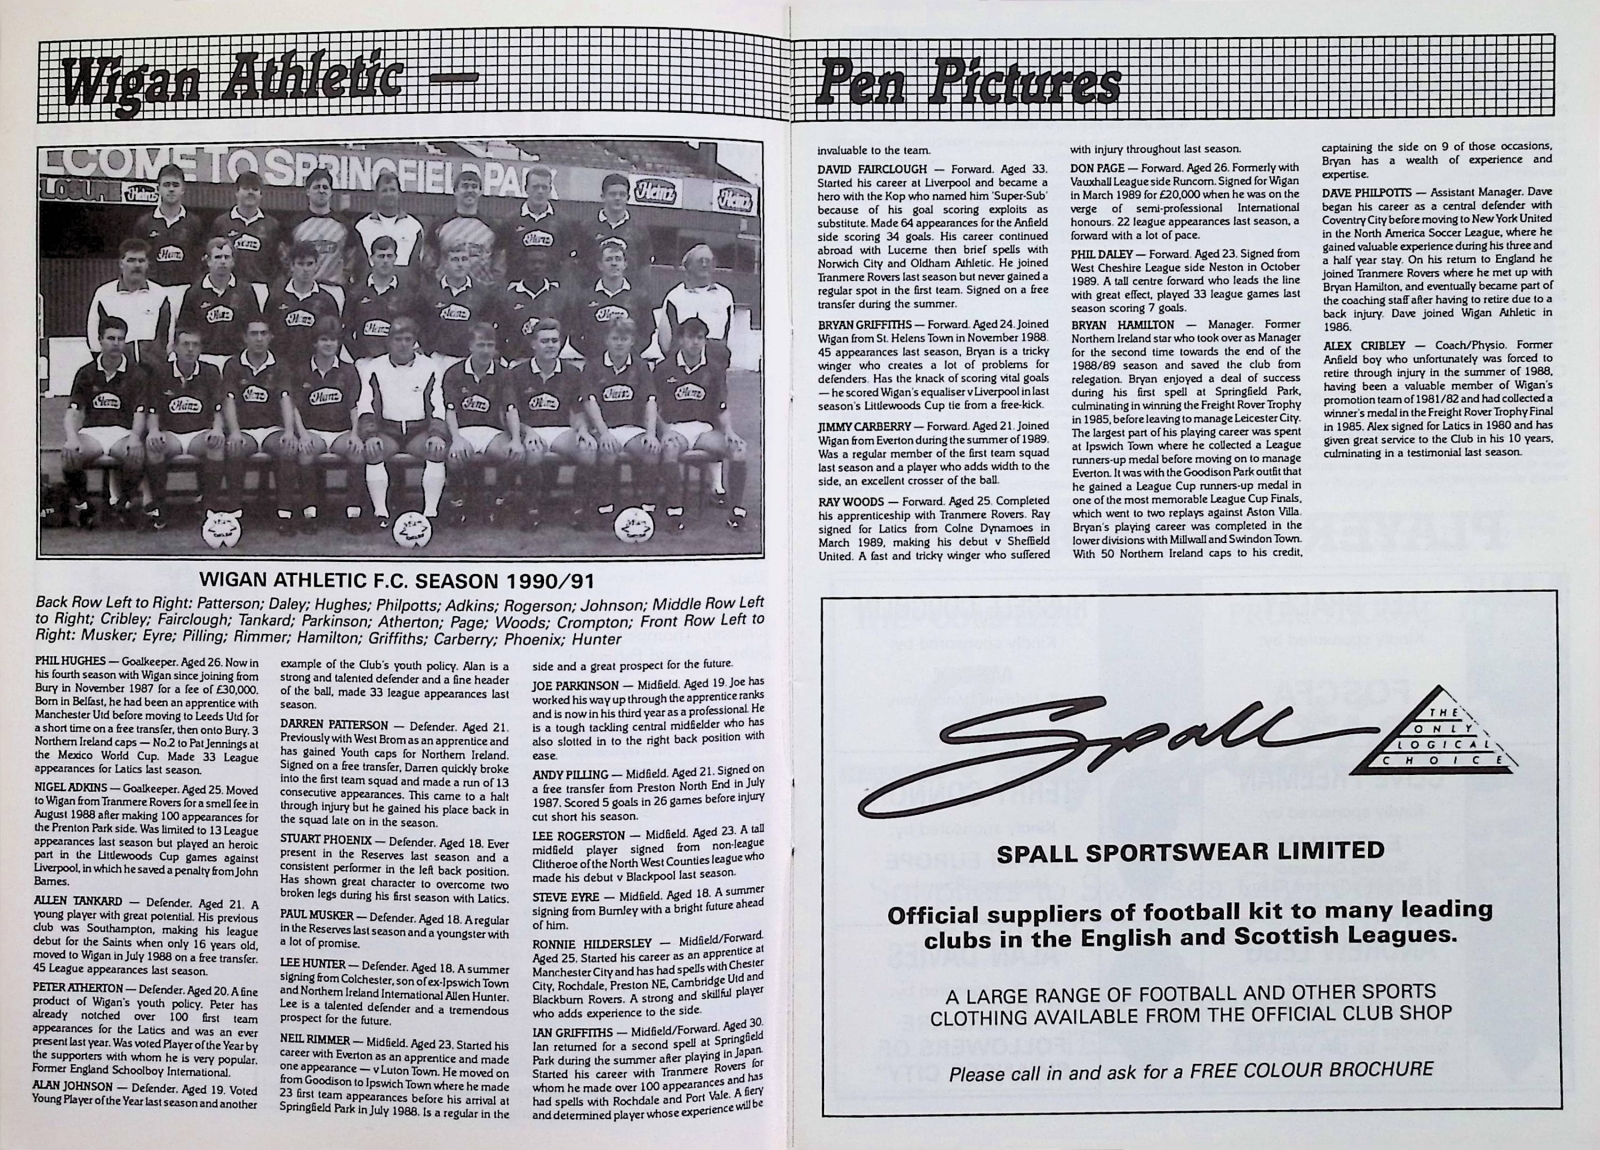 Wigan Athletic —
COME TO SPRINGFIELD PARK
Heinz
Heinz
Heinz
WIGAN ATHLETIC F.C. SEASON 1990/91
Back Row Left to Right: Patterson; Daley; Hughes; Philpotts; Adkins; Rogerson; Johnson; Middle Row Left
to Right; Cribley; Fairclough; Tankard; Parkinson; Atherton; Page; Woods; Crompton; Front Row Left to
Right: Musker; Eyre; Pilling; Rimmer; Hamilton; Griffiths; Carberry; Phoenix; Hunter
PHIL HUGHES — Goalkeeper. Aged 26. Now in
his fourth season with Wigan since joining from
Bury in November 1987 for a fee of £30,000.
Born in Belfast, he had been an apprentice with
Manchester Utd before moving to Leeds Utd for
a short time on a free transfer, then onto Bury. 3
Northern Ireland caps — No.2 to Pat Jennings at
the Mexico World Cup. Made 33 League
appearances for Latics last season.
NIGEL ADKINS — Goalkeeper. Aged 25. Moved
to Wigan from Tranmere Rovers for a smell fee in
August 1988 after making 100 appearances for
the Prenton Park side. Was limited to 13 League
appearances last season but played an heroic
part in the Littlewoods Cup games against
Liverpool, in which he saved a penalty from John
Barnes.
ALLEN TANKARD — Defender. Aged 21. A
young player with great potential. His previous
club was Southampton, making his league
debut for the Saints when only 16 years old,
moved to Wigan in July 1988 on a free transfer.
45 League appearances last season.
PETER ATHERTON — Defender. Aged 20. A fine
product of Wigan's youth policy. Peter has
already notched over 100 first team
appearances for the Latics and was an ever
present last year. Was voted Player of the Year by
the supporters with whom he is very popular.
Former England Schoolboy International.
ALAN JOHNSON — Defender. Aged 19. Voted
Young Player of the Year last season and another
example of the Club's youth policy. Alan is a
strong and talented defender and a fine header
of the ball, made 33 league appearances last
season.
DARREN PATTERSON — Defender. Aged 21.
Previously with West Brom as an apprentice and
has gained Youth caps for Northern Ireland.
Signed on a free transfer, Darren quickly broke
into the first team squad and made a run of 13
consecutive appearances. This came to a halt
through injury but he gained his place back in
the squad late on in the season.
STUART PHOENIX — Defender. Aged 18. Ever
present in the Reserves last season and a
consistent performer in the left back position.
Has shown great character to overcome two
broken legs during his first season with Latics.
PAUL MUSKER — Defender. Aged 18. A regular
in the Reserves last season and a youngster with
a lot of promise.
LEE HUNTER — Defender. Aged 18. A summer
signing from Colchester, son of ex-Ipswich Town
and Northern Ireland International Allen Hunter.
Lee is a talented defender and a tremendous
prospect for the future.
NEIL RIMMER — Midfield. Aged 23. Started his
career with Everton as an apprentice and made
one appearance — v Luton Town. He moved on
from Goodison to Ipswich Town where he made
23 first team appearances before his arrival at
Springfield Park in July 1988. Is a regular in the
side and a great prospect for the future.
JOE PARKINSON — Midfield. Aged 19. Joe has
worked his way up through the apprentice ranks
and is now in his third year as a professional. He
is a tough tackling central midfielder who has
also slotted in to the right back position with
ease.
ANDY PILLING — Midfield. Aged 21. Signed on
a free transfer from Preston North End in July
1987. Scored 5 goals in 26 games before injury
cut short his season.
LEE ROGERSTON — Midfield. Aged 23. A tall
midfield player signed from non-league
Clitheroe of the North West Counties league who
made his debut v Blackpool last season.
STEVE EYRE — Midfield. Aged 18. A summer
signing from Burnley with a bright future ahead
of him.
RONNIE HILDERSLEY — Midfield/Forward.
Aged 25. Started his career as an apprentice at
Manchester City and has had spells with Chester
City, Rochdale, Preston NE, Cambridge Utd and
Blackburn Rovers. A strong and skillful player
who adds experience to the side.
IAN GRIFFITHS — Midfield/Forward. Aged 30.
Ian returned for a second spell at Springfield
Park during the summer after playing in Japan.
Started his career with Tranmere Rovers for
whom he made over 100 appearances and has
had spells with Rochdale and Port Vale. A fiery
and determined player whose experience will be
Pen Pictures
invaluable to the team.
DAVID FAIRCLOUGH — Forward. Aged 33.
Started his career at Liverpool and became a
hero with the Kop who named him 'Super-Sub'
because of his goal scoring exploits as
substitute. Made 64 appearances for the Anfield
side scoring 34 goals. His career continued
abroad with Lucerne then brief spells with
Norwich City and Oldham Athletic. He joined
Tranmere Rovers last season but never gained a
regular spot in the first team. Signed on a free
transfer during the summer.
BRYAN GRIFFITHS — Forward. Aged 24. Joined
Wigan from St. Helens Town in November 1988.
45 appearances last season, Bryan is a tricky
winger who creates a lot of problems for
defenders. Has the knack of scoring vital goals
— he scored Wigan's equaliser v Liverpool in last
season's Littlewoods Cup tie from a free-kick.
JIMMY CARBERRY — Forward. Aged 21. Joined
Wigan from Everton during the summer of 1989.
Was a regular member of the first team squad
last season and a player who adds width to the
side, an excellent crosser of the ball.
RAY WOODS — Forward. Aged 25. Completed
his apprenticeship with Tranmere Rovers. Ray
signed for Latics from Colne Dynamoes in
March 1989, making his debut v Sheffield
United. A fast and tricky winger who suffered
with injury throughout last season.
DON PAGE — Forward. Aged 26. Formerly with
Vauxhall League side Runcorn. Signed for Wigan
in March 1989 for £20,000 when he was on the
verge of semi-professional International
honours. 22 league appearances last season, a
forward with a lot of pace.
PHIL DALEY — Forward. Aged 23. Signed from
West Cheshire League side Neston in October
1989. A tall centre forward who leads the line
with great effect, played 33 league games last
season scoring 7 goals.
BRYAN HAMILTON — Manager. Former
Northern Ireland star who took over as Manager
for the second time towards the end of the
1988/89 season and saved the club from
relegation. Bryan enjoyed a deal of success
during his first spell at Springfield Park,
culminating in winning the Freight Rover Trophy
in 1985, before leaving to manage Leicester City.
The largest part of his playing career was spent
at Ipswich Town where he collected a League
runners-up medal before moving on to manage
Everton. It was with the Goodison Park outfit that
he gained a League Cup runners-up medal in
one of the most memorable League Cup Finals,
which went to two replays against Aston Villa.
Bryan's playing career was completed in the
lower divisions with Millwall and Swindon Town.
With 50 Northern Ireland caps to his credit,
captaining the side on 9 of those occasions,
Bryan has a wealth of experience and
expertise.
DAVE PHILPOTTS — Assistant Manager. Dave
began his career as a central defender with
Coventry City before moving to New York United
in the North America Soccer League, where he
gained valuable experience during his three and
a half year stay. On his return to England he
joined Tranmere Rovers where he met up with
Bryan Hamilton, and eventually became part of
the coaching staff after having to retire due to a
back injury. Dave joined Wigan Athletic in
1986.
ALEX CRIBLEY — Coach/Physio. Former
Anfield boy who unfortunately was forced to
retire through injury in the summer of 1988,
having been a valuable member of Wigan's
promotion team of 1981/82 and had collected a
winner's medal in the Freight Rover Trophy Final
in 1985. Alex signed for Latics in 1980 and has
given great service to the Club in his 10 years,
culminating in a testimonial last season.
Spall
THE
ONLY
LOGICAL
CHOICE
SPALL SPORTSWEAR LIMITED
Official suppliers of football kit to many leading
clubs in the English and Scottish Leagues.
A LARGE RANGE OF FOOTBALL AND OTHER SPORTS
CLOTHING AVAILABLE FROM THE OFFICIAL CLUB SHOP
Please call in and ask for a FREE COLOUR BROCHURE